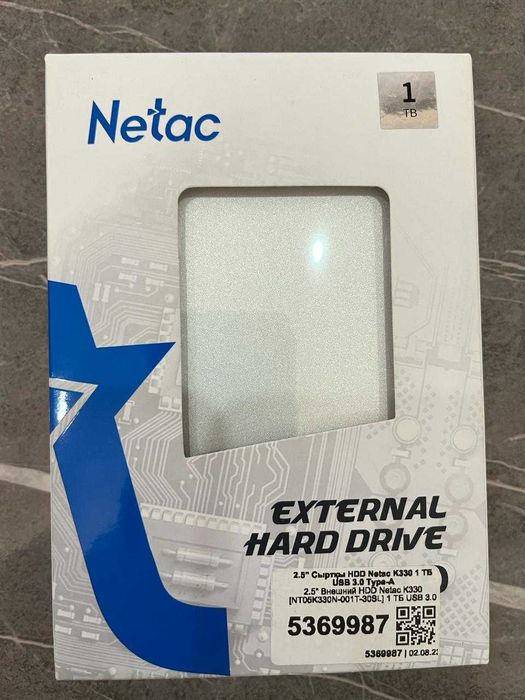 Netac
1
TB
EXTERNAL
HARD DRIVE
2.5" Сыртқы HDD Netac K330 1 ТБ
USB 3.0 Type-A
2.5" Внешний HDD Netac K330
[NT05K330N-001T-30SL] 1 ТБ USB 3.0
5369987
5369987 | 02.08.23